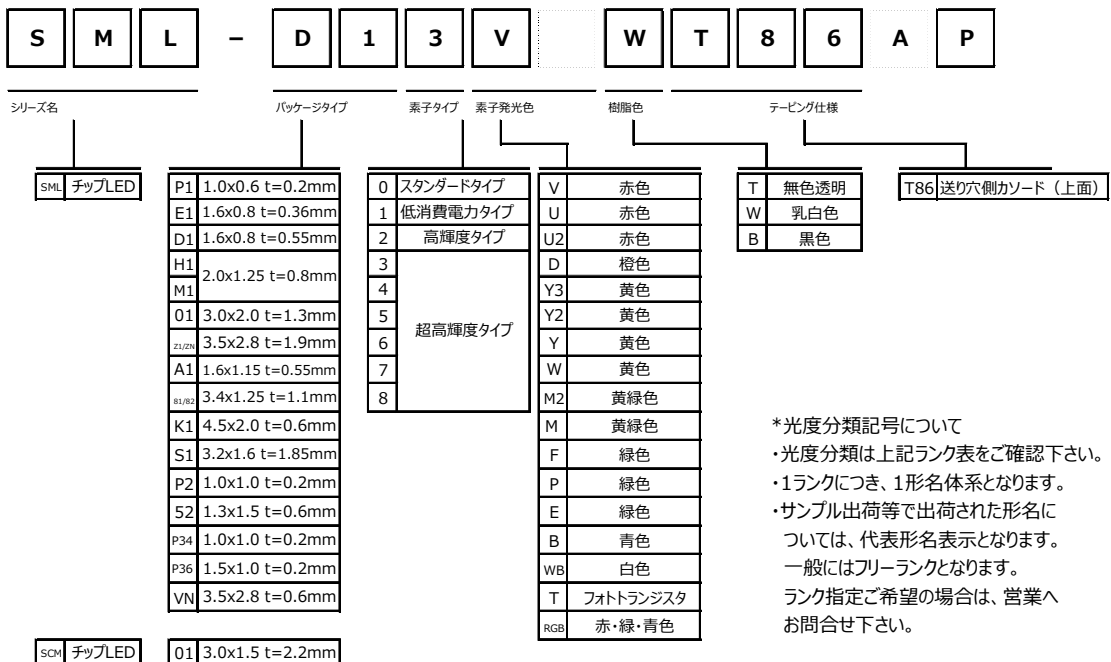 S M L － D 1 3 V W T 8 6 A P
シリーズ名 パッケージタイプ 素子タイプ 素子発光色 樹脂色 テーピング仕様
SML チップLED
P1 1.0x0.6 t=0.2mm
E1 1.6x0.8 t=0.36mm
D1 1.6x0.8 t=0.55mm
H1
M1
2.0x1.25 t=0.8mm
01 3.0x2.0 t=1.3mm
Z1/ZN 3.5x2.8 t=1.9mm
A1 1.6x1.15 t=0.55mm
81/82 3.4x1.25 t=1.1mm
K1 4.5x2.0 t=0.6mm
S1 3.2x1.6 t=1.85mm
P2 1.0x1.0 t=0.2mm
52 1.3x1.5 t=0.6mm
P34 1.0x1.0 t=0.2mm
P36 1.5x1.0 t=0.2mm
VN 3.5x2.8 t=0.6mm
0 スタンダードタイプ
1 低消費電力タイプ
2 高輝度タイプ
3
4
5
6
7
8
超高輝度タイプ
V 赤色
U 赤色
U2 赤色
D 橙色
Y3 黄色
Y2 黄色
Y 黄色
W 黄色
M2 黄緑色
M 黄緑色
F 緑色
P 緑色
E 緑色
B 青色
WB 白色
T フォトトランジスタ
RGB 赤・緑・青色
T 無色透明
W 乳白色
B 黒色
T86 送り穴側カソード（上面）
*光度分類記号について
・光度分類は上記ランク表をご確認下さい。
・1ランクにつき、1形名体系となります。
・サンプル出荷等で出荷された形名に
ついては、代表形名表示となります。
一般にはフリーランクとなります。
ランク指定ご希望の場合は、営業へ
お問合せ下さい。
SCM チップLED
01 3.0x1.5 t=2.2mm